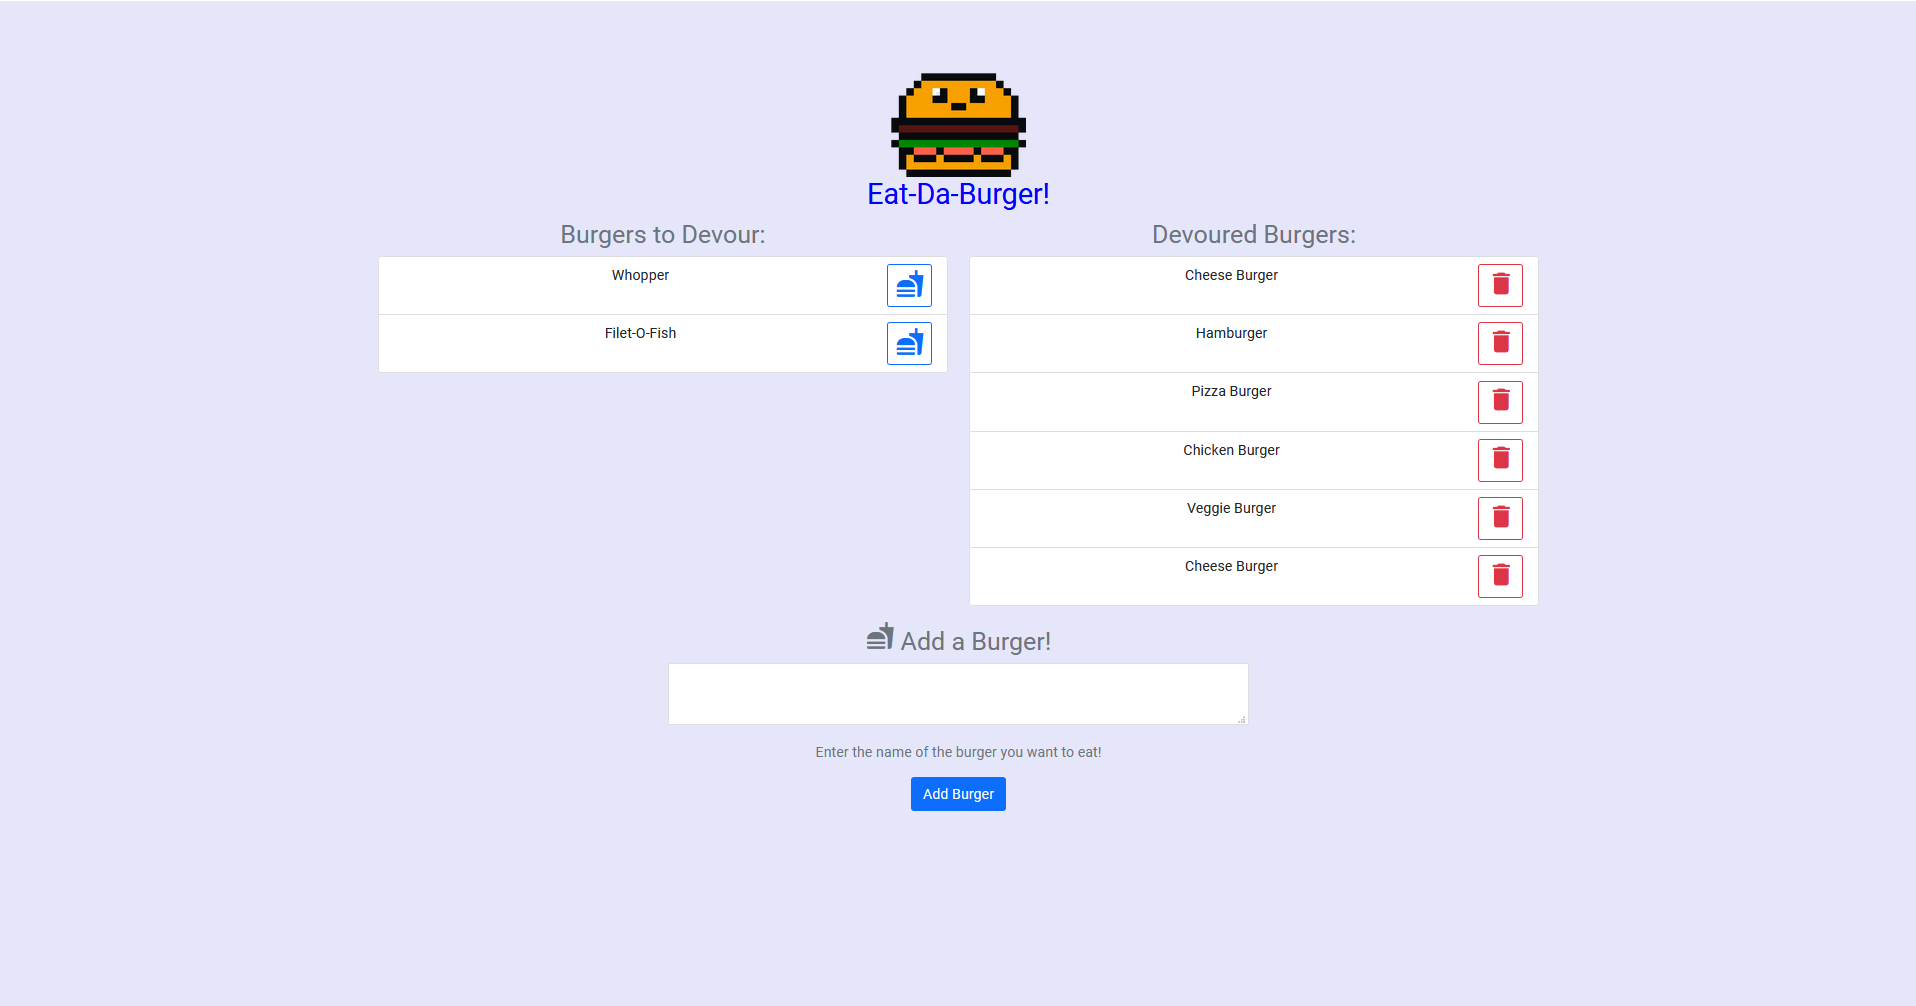 Eat-Da-Burger!
Burgers to Devour:
Whopper
Filet-O-Fish
Devoured Burgers:
Cheese Burger
Hamburger
Pizza Burger
Chicken Burger
Veggie Burger
Cheese Burger
Add a Burger!
Enter the name of the burger you want to eat!
Add Burger